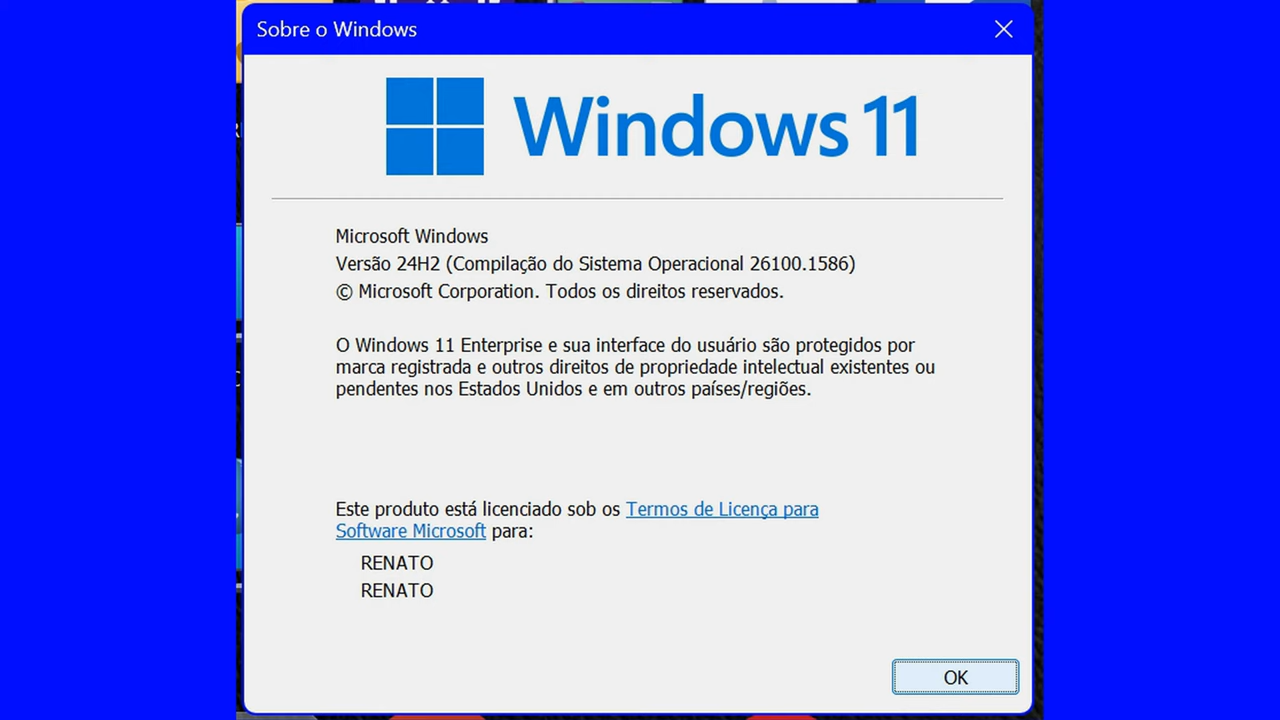 Sobre o Windows
Windows 11
Microsoft Windows
Versão 24H2 (Compilação do Sistema Operacional 26100.1586)
© Microsoft Corporation. Todos os direitos reservados.
O Windows 11 Enterprise e sua interface do usuário são protegidos por
marca registrada e outros direitos de propriedade intelectual existentes ou
pendentes nos Estados Unidos e em outros países/regiões.
Este produto está licenciado sob os Termos de Licença para
Software Microsoft para:
RENATO
RENATO
OK